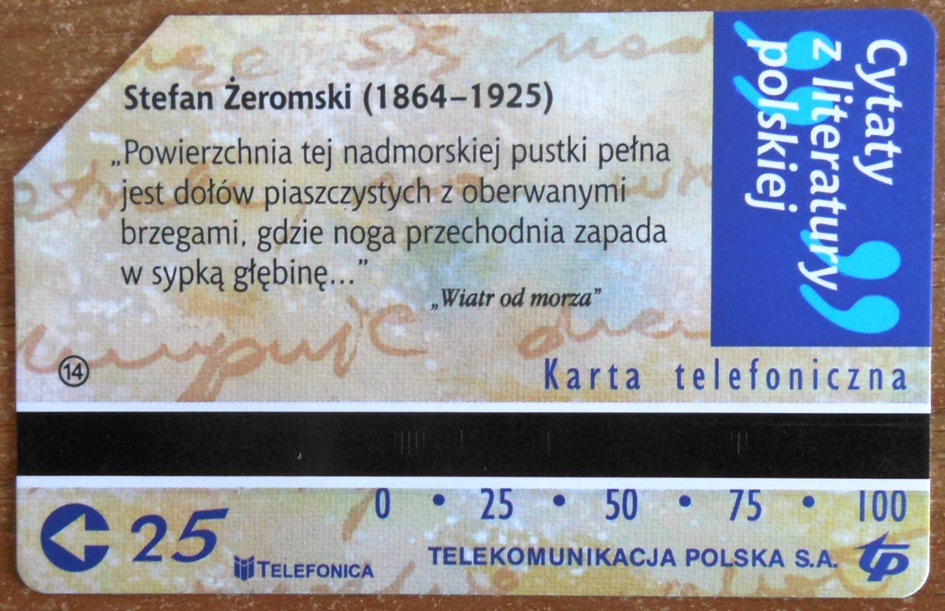 Stefan Żeromski (1864–1925)
„Powierzchnia tej nadmorskiej pustki pełna
jest dołów piaszczystych z oberwanymi
brzegami, gdzie noga przechodnia zapada
w sypką głębinę...”
„Wiatr od morza”
Cytaty
z literatury
polskiej
14
Karta telefoniczna
0 • 25 • 50 • 75 • 100
25
TELEFONICA
TELEKOMUNIKACJA POLSKA S.A. tp